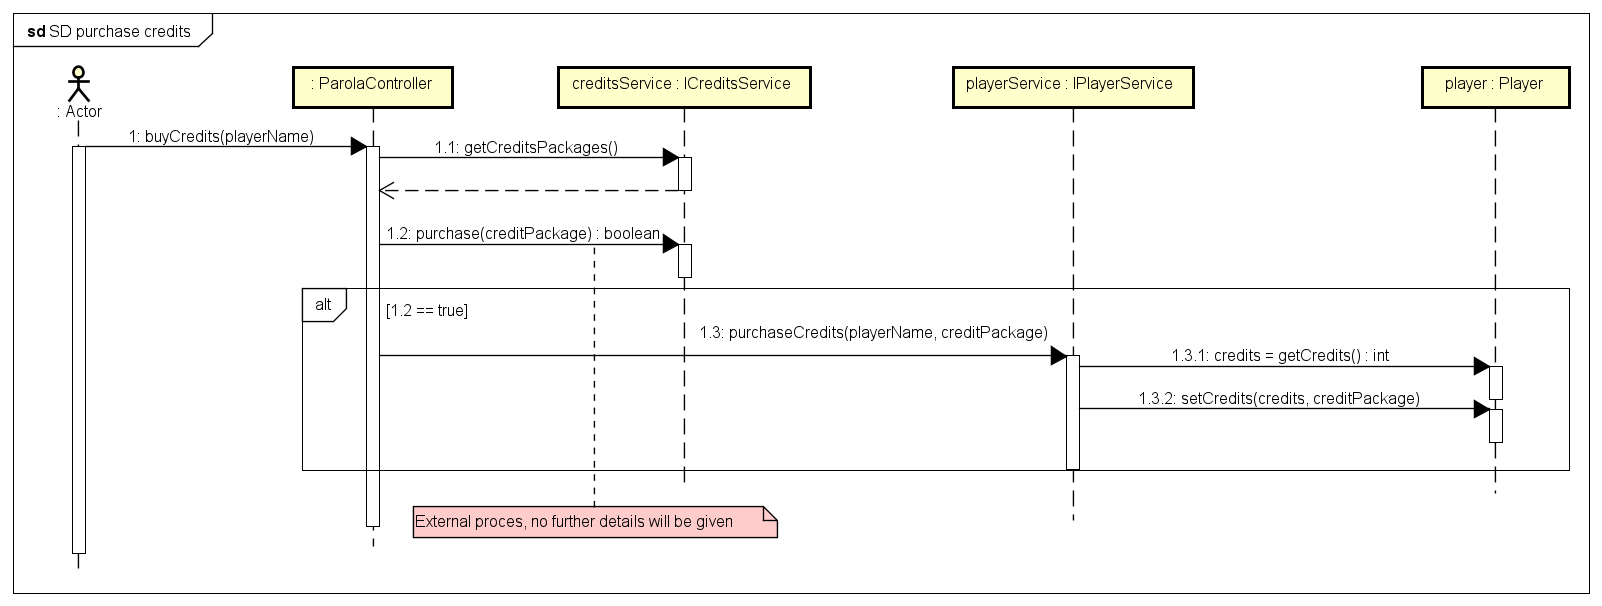 sd SD purchase credits
: Actor
: ParolaController
creditsService : ICreditsService
playerService : IPlayerService
player : Player
1: buyCredits(playerName)
1.1: getCreditsPackages()
1.2: purchase(creditPackage) : boolean
alt
[1.2 == true]
1.3: purchaseCredits(playerName, creditPackage)
1.3.1: credits = getCredits() : int
1.3.2: setCredits(credits, creditPackage)
External proces, no further details will be given